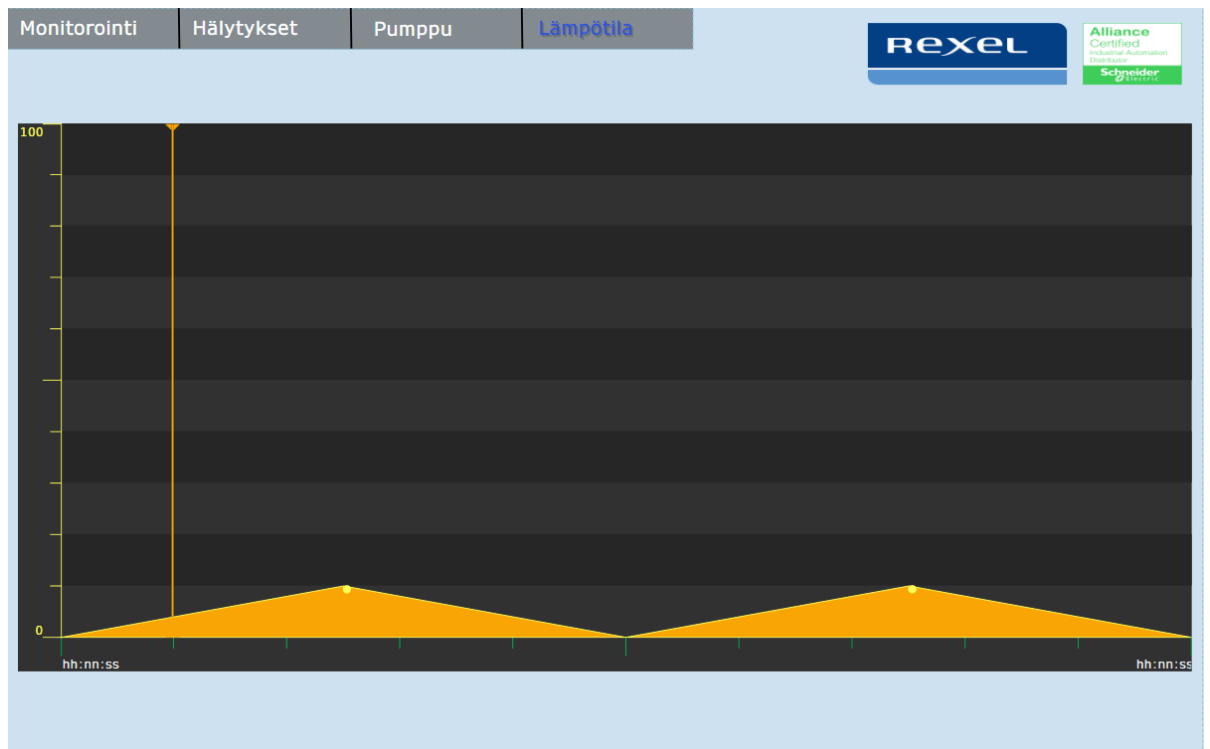 Monitorointi
Hälytykset
Pumppu
Lämpötila
REXEL
Alliance
Certified
Industrial Automation
Distributor
Schneider
Electric
100
0
hh:nn:ss
hh:nn:ss